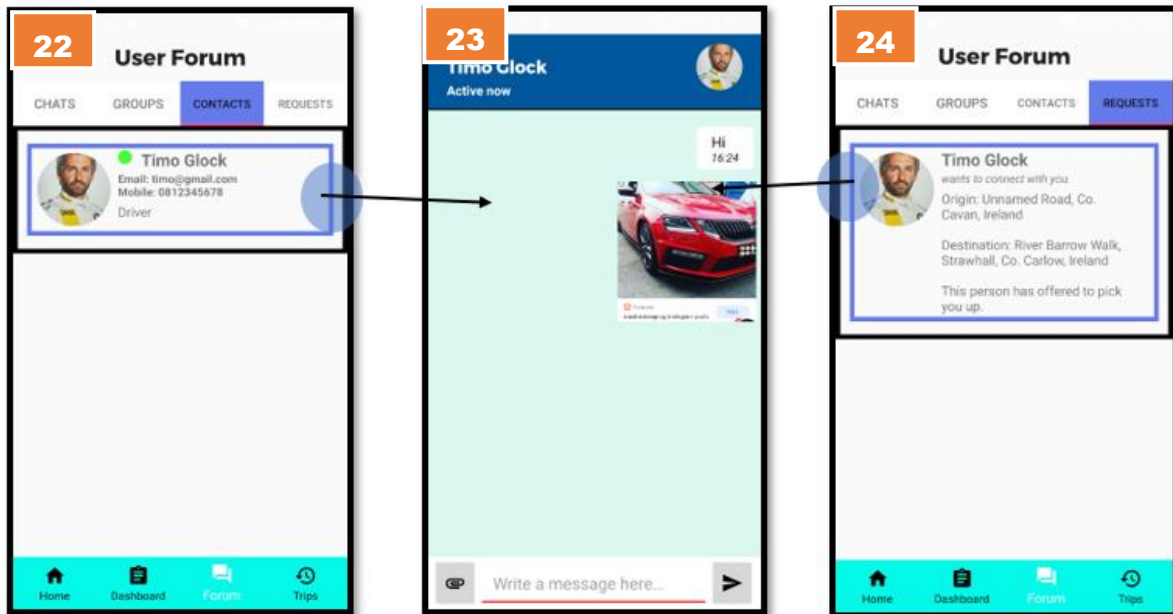 22
User Forum
CHATS GROUPS CONTACTS REQUESTS
Timo Glock
Email: timo@gmail.com
Mobile: 0812345678
Driver
Home Dashboard Forum Trips
23
Timo Glock
Active now
Hi
16:24
Write a message here...
24
User Forum
CHATS GROUPS CONTACTS REQUESTS
Timo Glock
wants to connect with you.
Origin: Unnamed Road, Co.
Cavan, Ireland
Destination: River Barrow Walk,
Strawhall, Co. Carlow, Ireland
This person has offered to pick
you up.
Home Dashboard Forum Trips